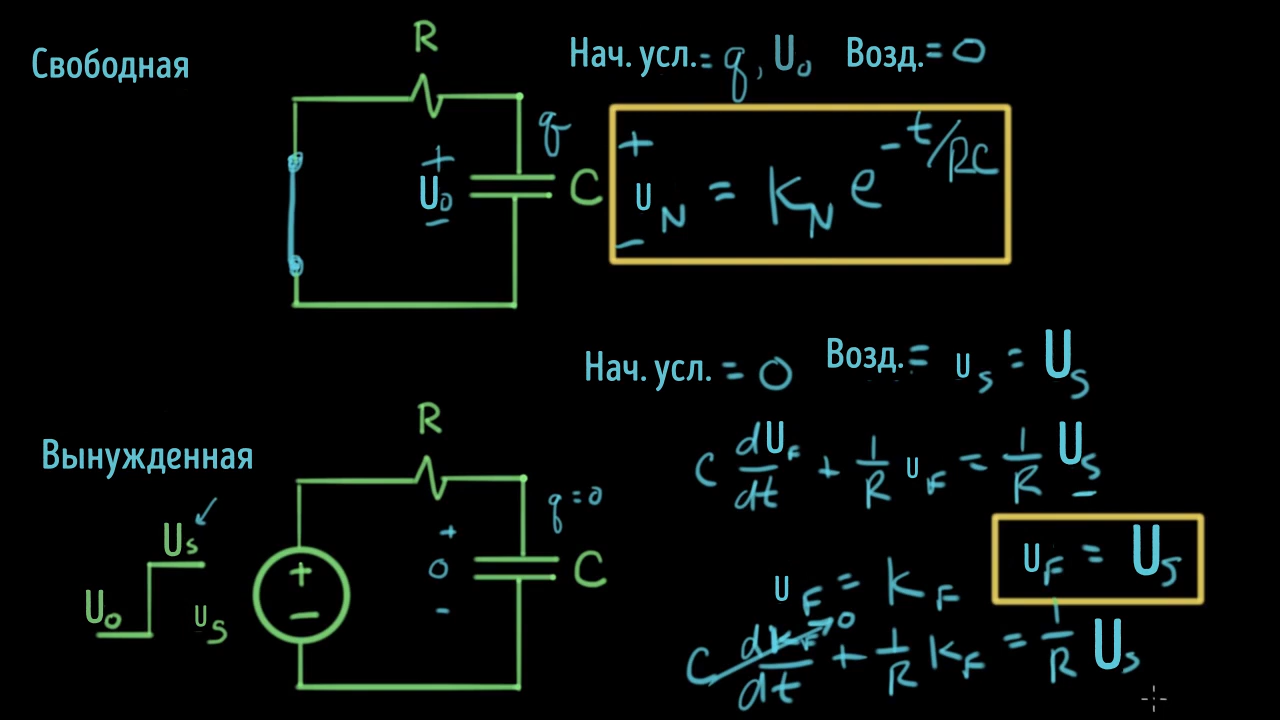 R
Свободная
Нач. усл. = q, U₀ Возд. = 0
q
+
U₀
−
C
+
u_N = K_N e^(−t/RC)
−
Нач. усл. = 0 Возд. = u_S = U_S
R
C dU_F/dt + 1/R u_F = 1/R U_S
Вынужденная
q = 0
U_S
+
0
−
C
+
−
U₀
u_S
u_F = U_S
u_F = K_F
C dK_F/dt → 0 + 1/R K_F = 1/R U_S